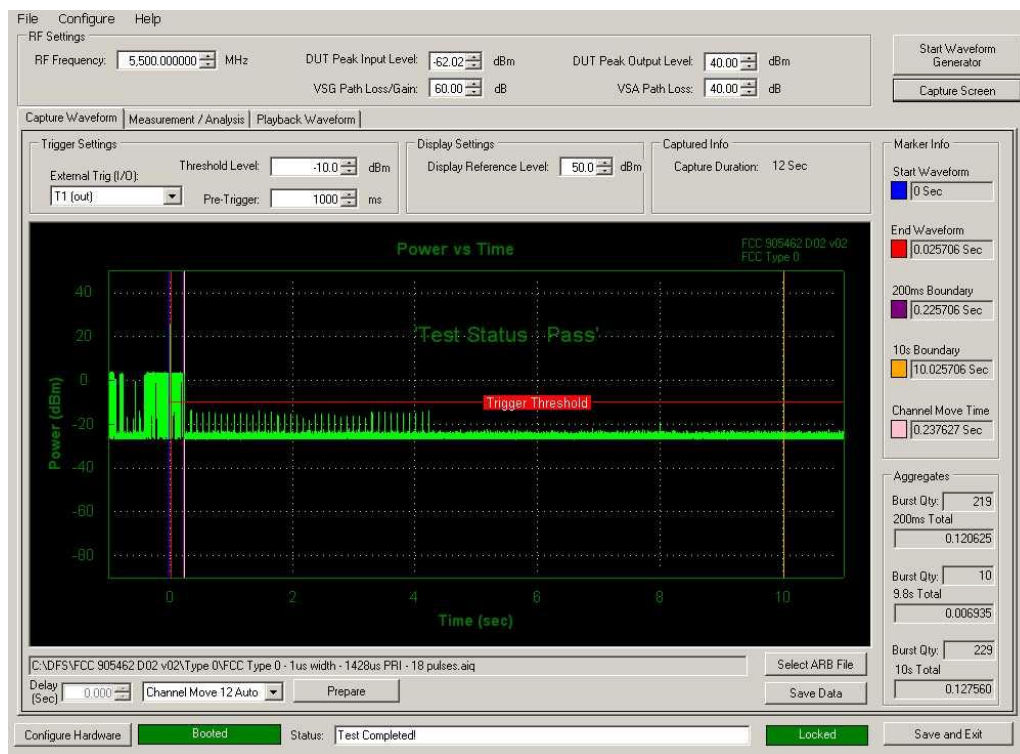 File Configure Help
RF Settings
RF Frequency: 5,500.000000 MHz
DUT Peak Input Level: -62.02 dBm
DUT Peak Output Level: 40.00 dBm
VSG Path Loss/Gain: 60.00 dB
VSA Path Loss: 40.00 dB
Start Waveform
Generator
Capture Screen
Capture Waveform Measurement / Analysis Playback Waveform
Trigger Settings
External Trig (I/O):
T1 (out)
Threshold Level: -10.0 dBm
Pre-Trigger: 1000 ms
Display Settings
Display Reference Level: 50.0 dBm
Captured Info
Capture Duration: 12 Sec
Power vs Time
FCC 905462 D02 v02
FCC Type 0
'Test Status : Pass'
Trigger Threshold
Power (dBm)
40
20
0
-20
-40
-60
-80
0 2 4 6 8 10
Time (sec)
Marker Info
Start Waveform
0 Sec
End Waveform
0.025706 Sec
200ms Boundary
0.225706 Sec
10s Boundary
10.025706 Sec
Channel Move Time
0.237627 Sec
Aggregates
Burst Qty: 219
200ms Total
0.120625
Burst Qty: 10
9.8s Total
0.006935
Burst Qty: 229
10s Total
0.127560
C:\DFS\FCC 905462 D02 v02\Type 0\FCC Type 0 - 1us width - 1428us PRI - 18 pulses.aiq
Select ARB File
Delay
(Sec) 0.000 Channel Move 12 Auto Prepare
Save Data
Configure Hardware Booted Status: Test Completed! Locked Save and Exit